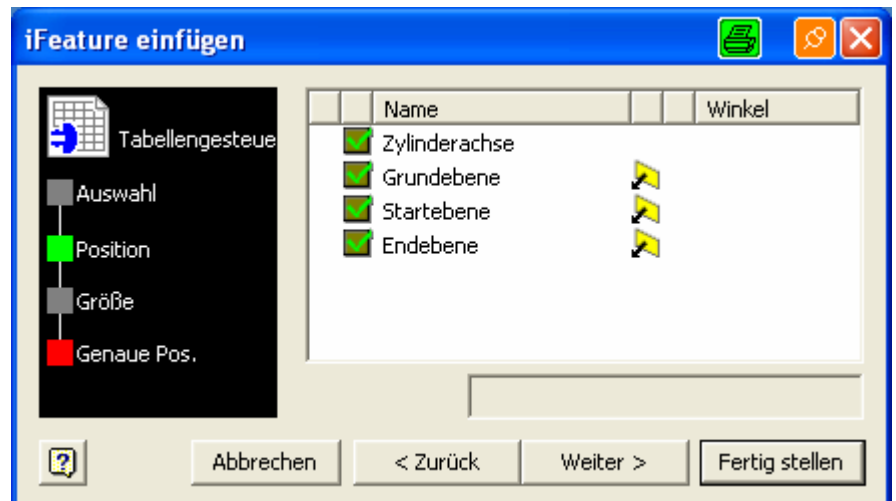 iFeature einfügen
Tabellengesteue
Auswahl
Position
Größe
Genaue Pos.
Name
Winkel
Zylinderachse
Grundebene
Startebene
Endebene
?
Abbrechen
< Zurück
Weiter >
Fertig stellen